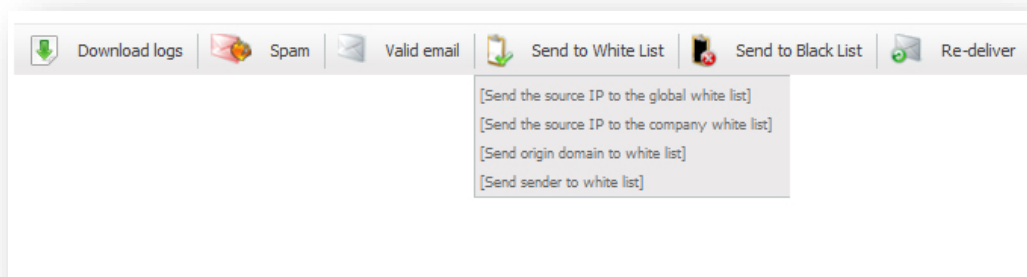 Download logs Spam Valid email Send to White List Send to Black List Re-deliver
[Send the source IP to the global white list]
[Send the source IP to the company white list]
[Send origin domain to white list]
[Send sender to white list]